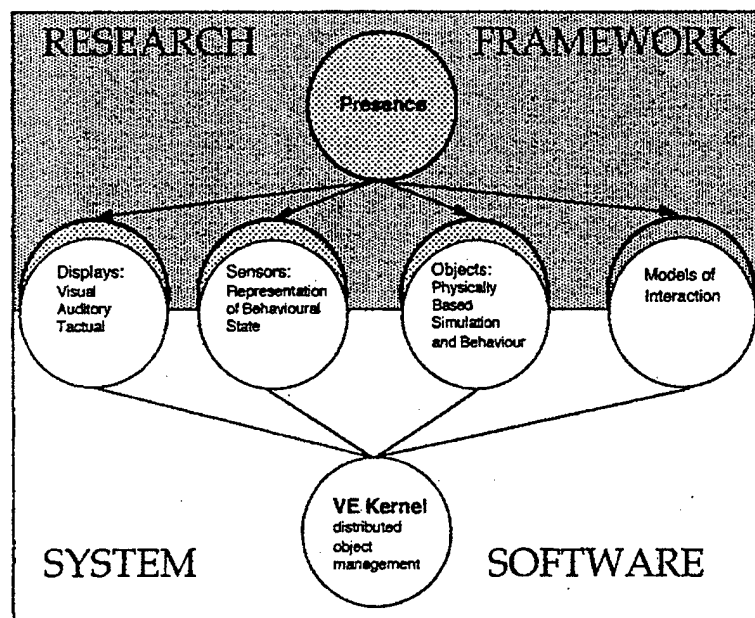 RESEARCH FRAMEWORK
Presence
Displays:
Visual
Auditory
Tactual
Sensors:
Representation
of Behavioural
State
Objects:
Physically
Based
Simulation
and Behaviour
Models of
Interaction
VE Kernel
distributed
object
management
SYSTEM SOFTWARE